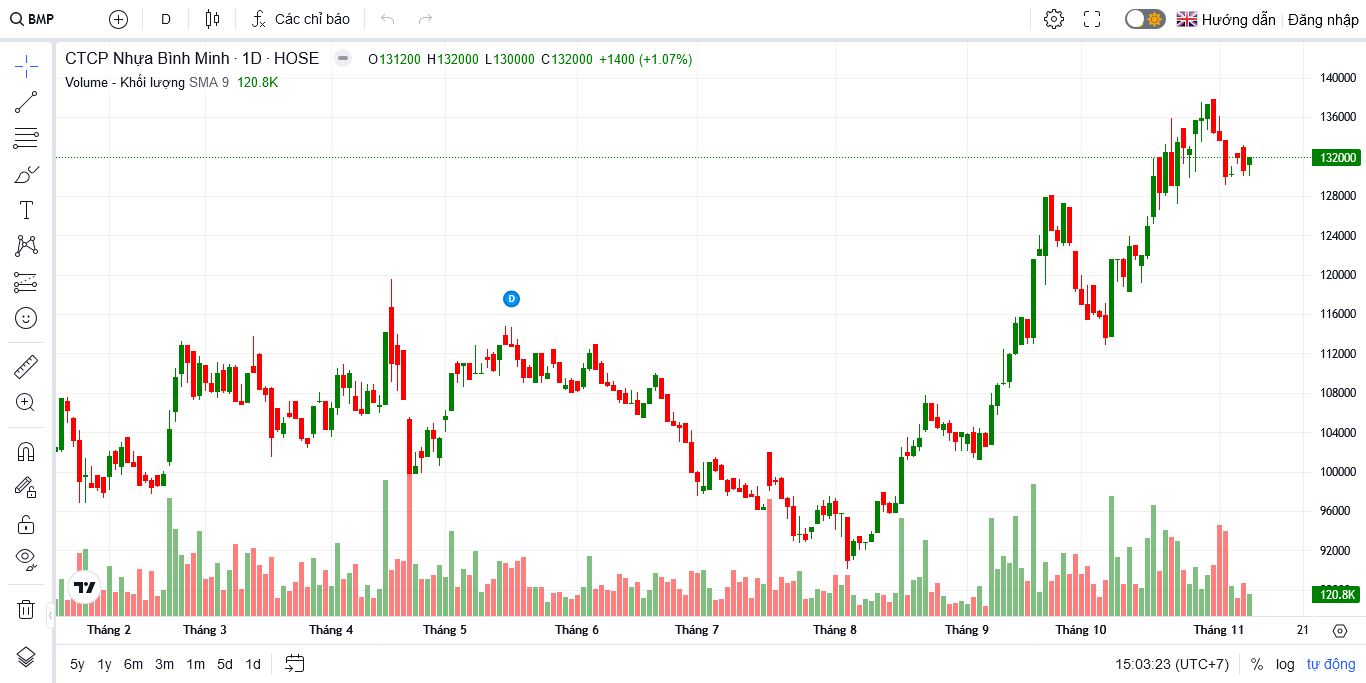 BMP D Các chỉ báo Hướng dẫn Đăng nhập
CTCP Nhựa Bình Minh · 1D · HOSE O131200 H132000 L130000 C132000 +1400 (+1.07%)
Volume - Khối lượng SMA 9 120.8K
140000
136000
132000
128000
124000
120000
D
116000
112000
108000
104000
100000
96000
92000
120.8K
Tháng 2 Tháng 3 Tháng 4 Tháng 5 Tháng 6 Tháng 7 Tháng 8 Tháng 9 Tháng 10 Tháng 11 21
5y 1y 6m 3m 1m 5d 1d 15:03:23 (UTC+7) % log tự động